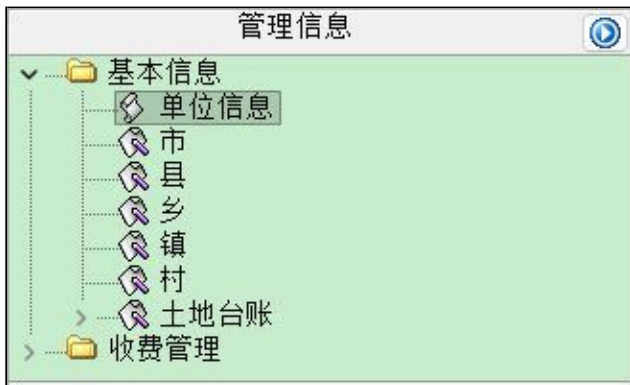 管理信息
基本信息
单位信息
市
县
乡
镇
村
土地台账
收费管理